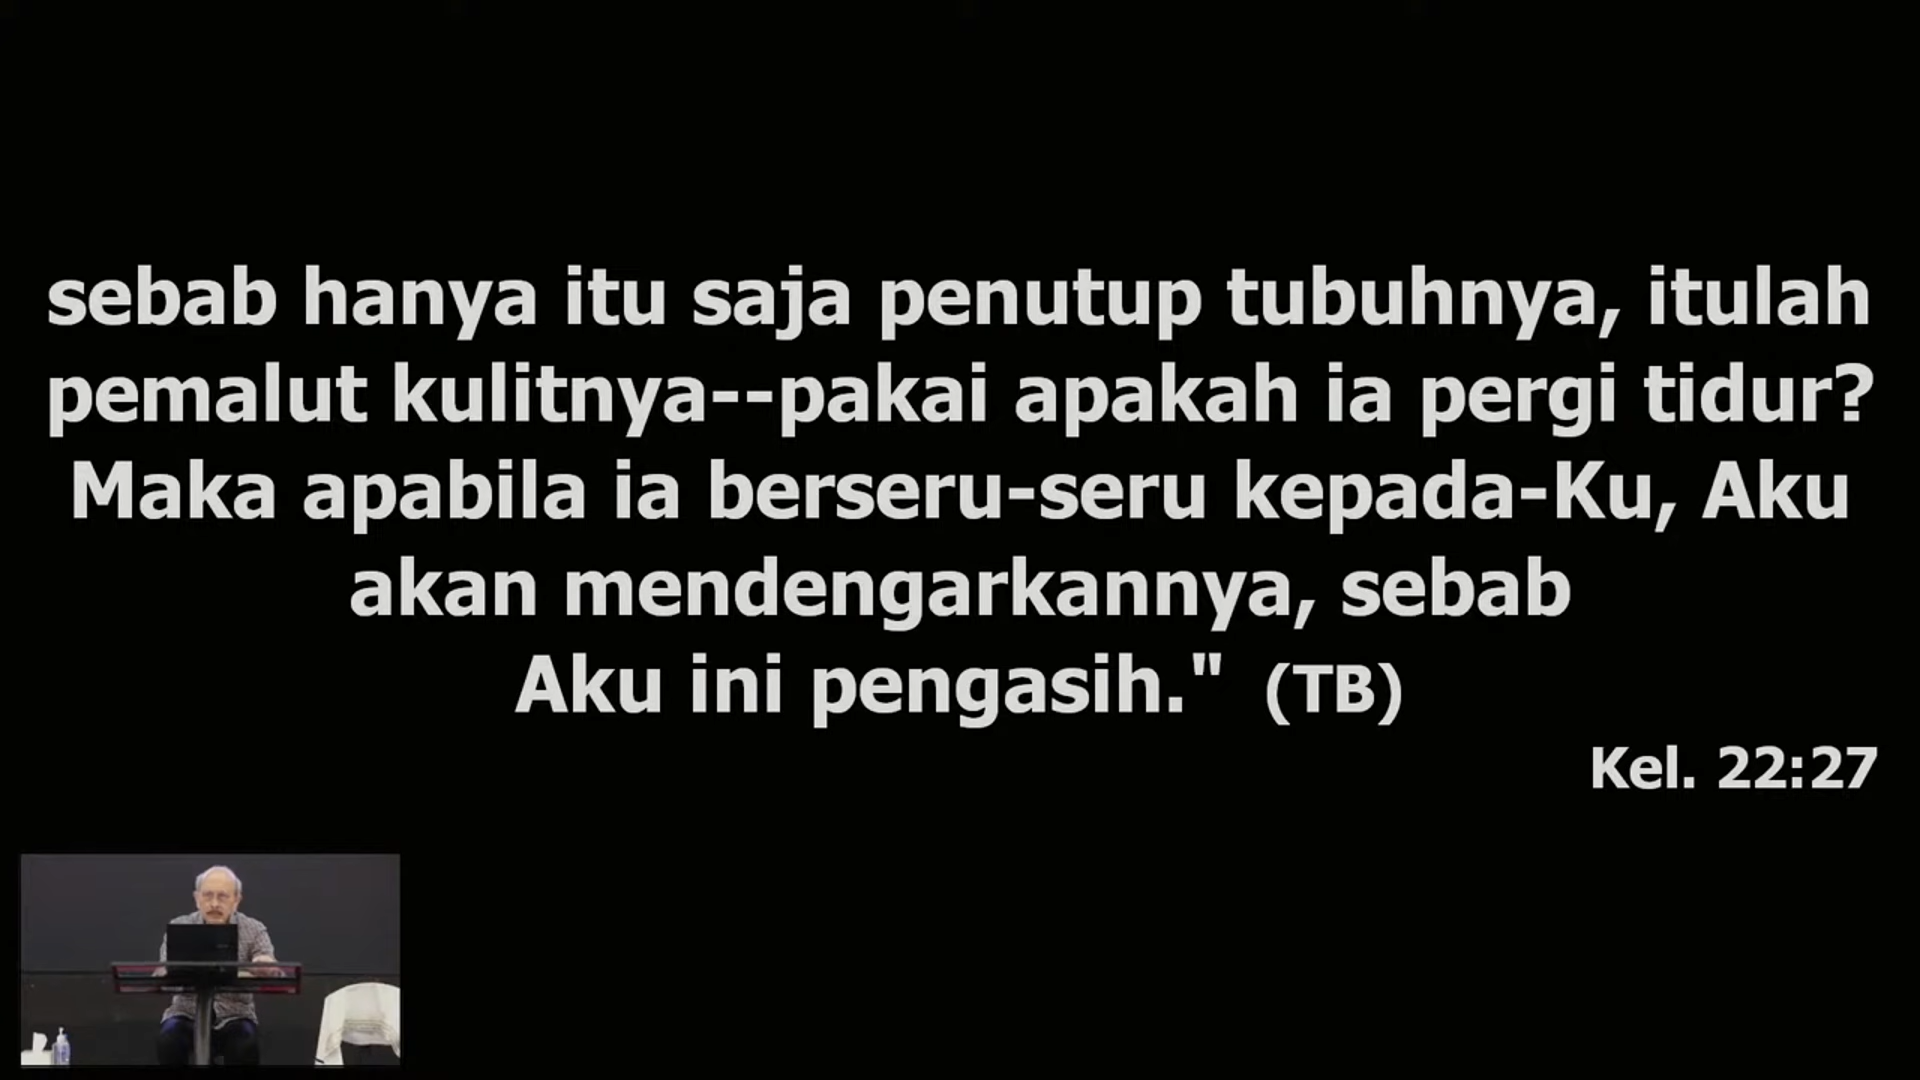 sebab hanya itu saja penutup tubuhnya, itulah
pemalut kulitnya--pakai apakah ia pergi tidur?
Maka apabila ia berseru-seru kepada-Ku, Aku
akan mendengarkannya, sebab
Aku ini pengasih." (TB)
Kel. 22:27